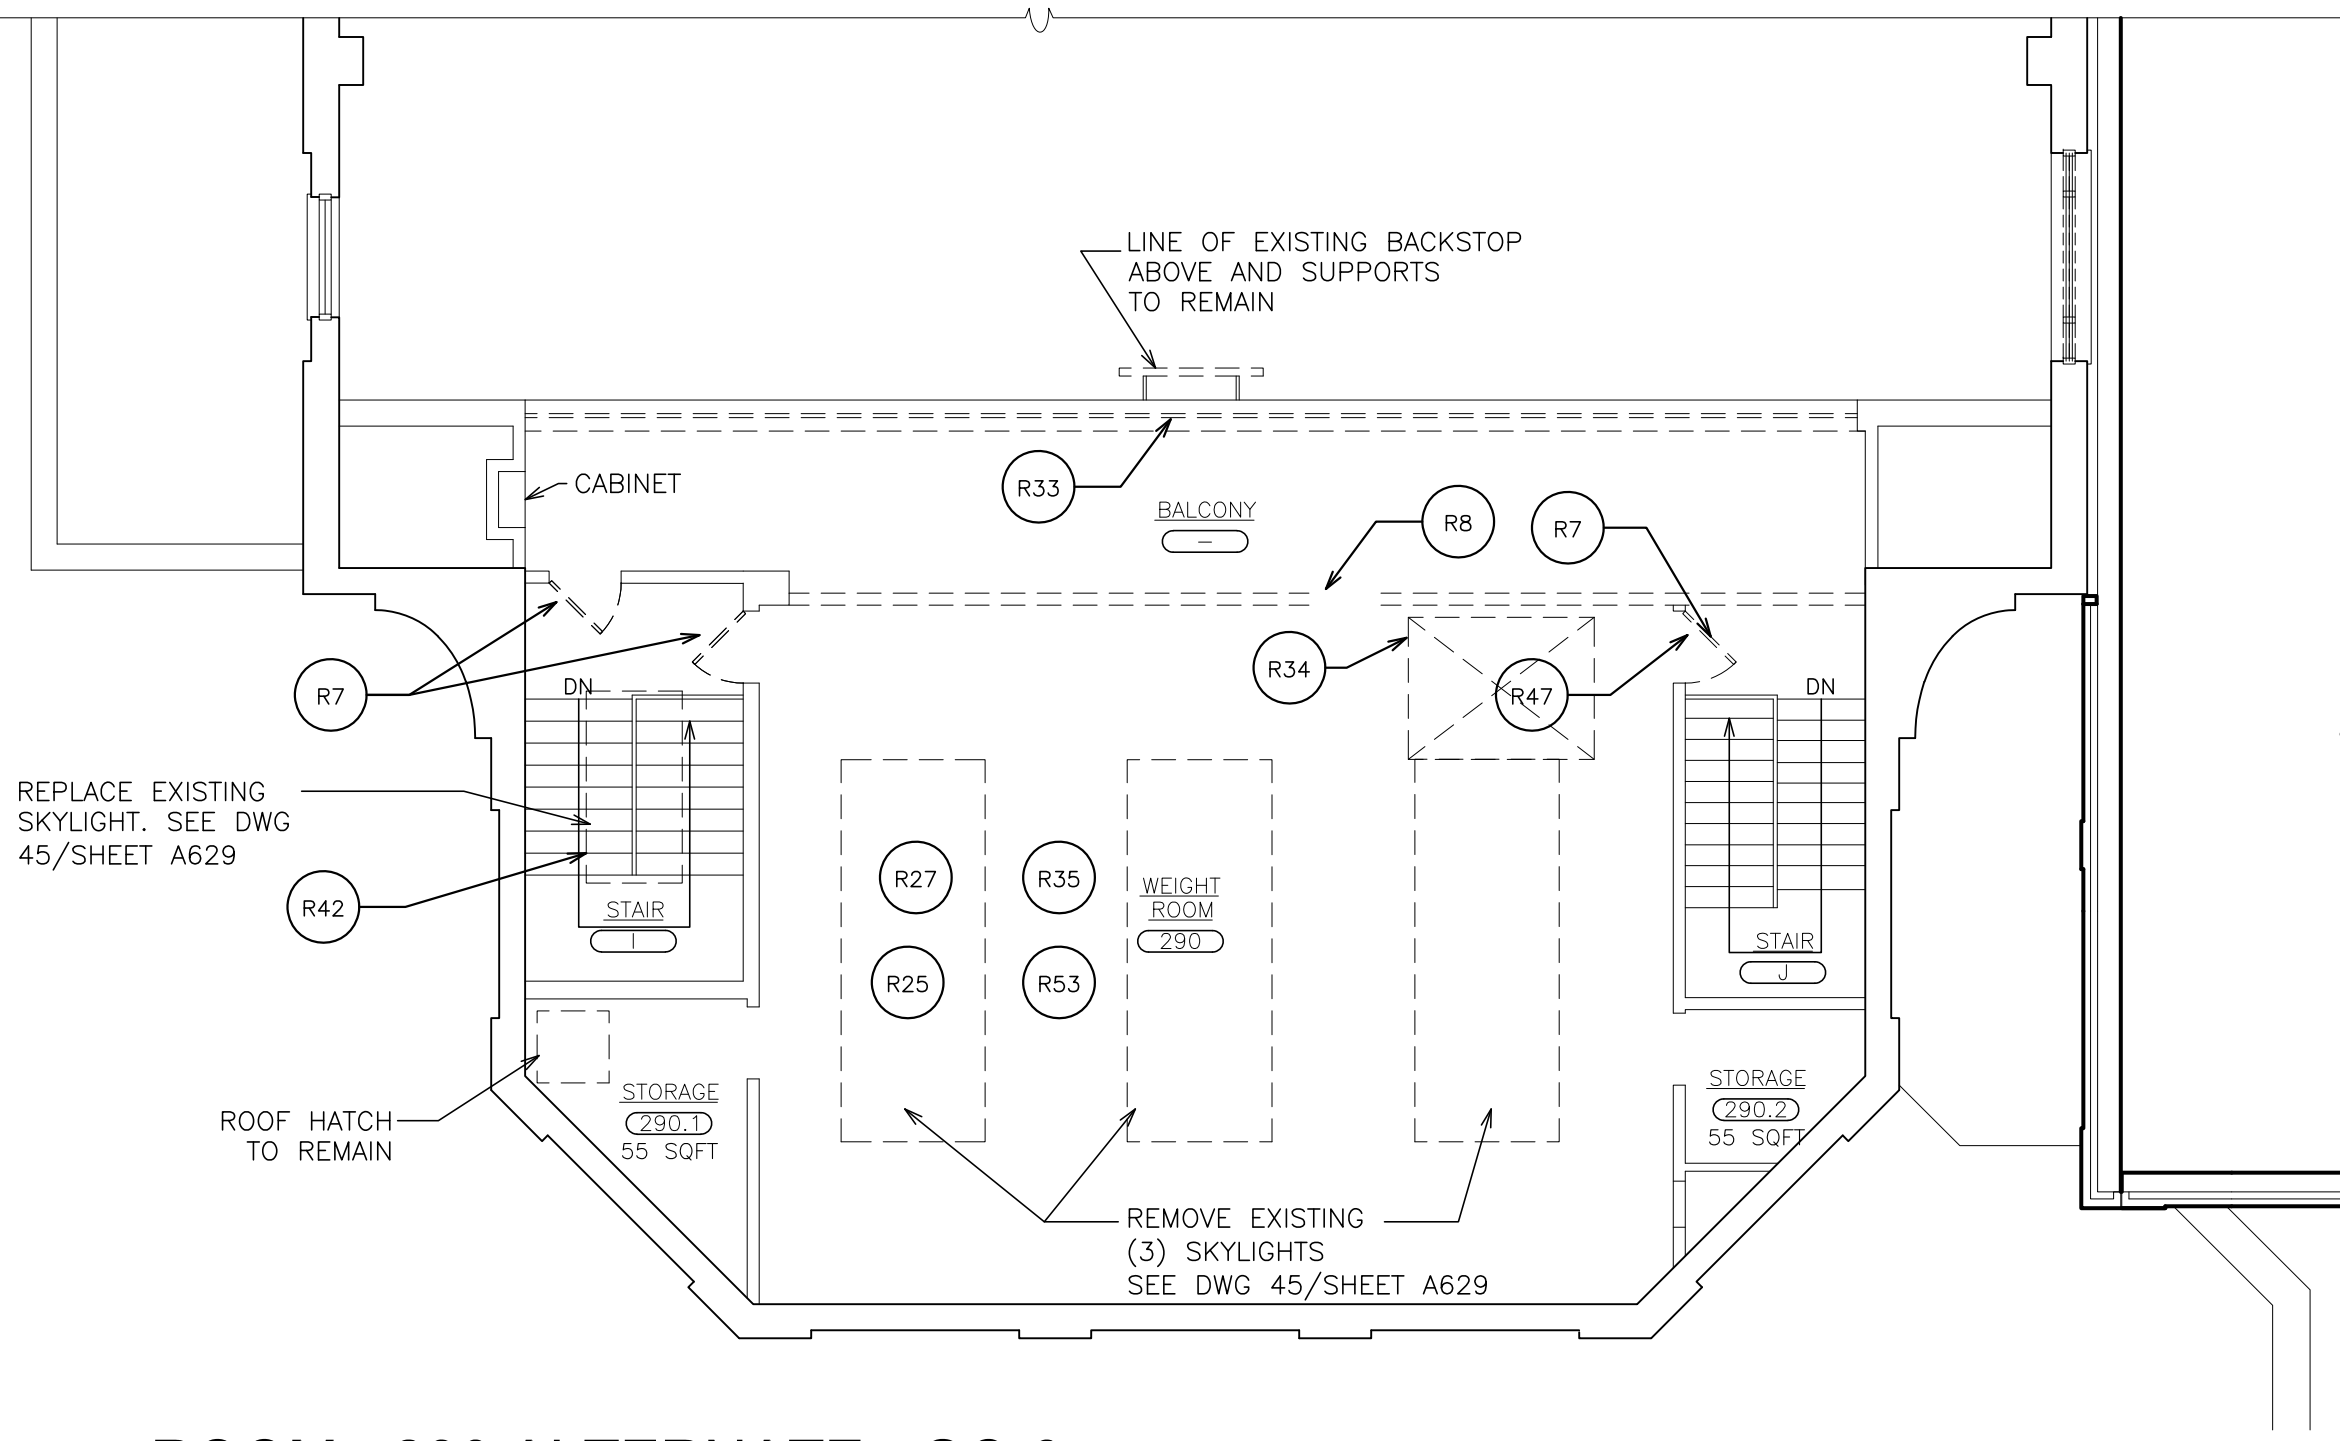 LINE OF EXISTING BACKSTOP
ABOVE AND SUPPORTS
TO REMAIN
CABINET
R33
BALCONY
–
R8
R7
R34
R47
R7
DN
DN
REPLACE EXISTING
SKYLIGHT. SEE DWG
45/SHEET A629
R42
STAIR
I
R27
R35
WEIGHT
ROOM
290
R25
R53
STAIR
J
ROOF HATCH
TO REMAIN
STORAGE
290.1
55 SQFT
STORAGE
290.2
55 SQFT
REMOVE EXISTING
(3) SKYLIGHTS
SEE DWG 45/SHEET A629